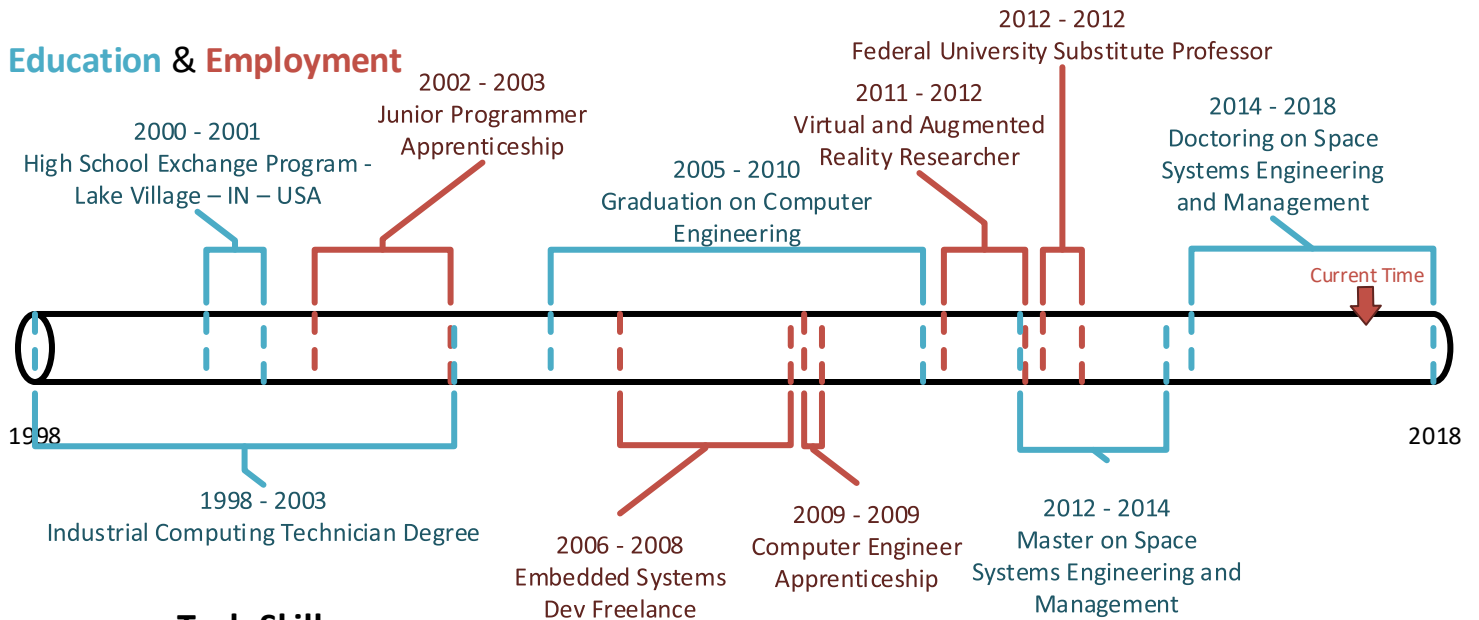 Education & Employment
2000 - 2001
High School Exchange Program -
Lake Village – IN – USA
2002 - 2003
Junior Programmer
Apprenticeship
2005 - 2010
Graduation on Computer
Engineering
2011 - 2012
Virtual and Augmented
Reality Researcher
2012 - 2012
Federal University Substitute Professor
2014 - 2018
Doctoring on Space
Systems Engineering
and Management
Current Time
1998
2018
1998 - 2003
Industrial Computing Technician Degree
2006 - 2008
Embedded Systems
Dev Freelance
2009 - 2009
Computer Engineer
Apprenticeship
2012 - 2014
Master on Space
Systems Engineering and
Management